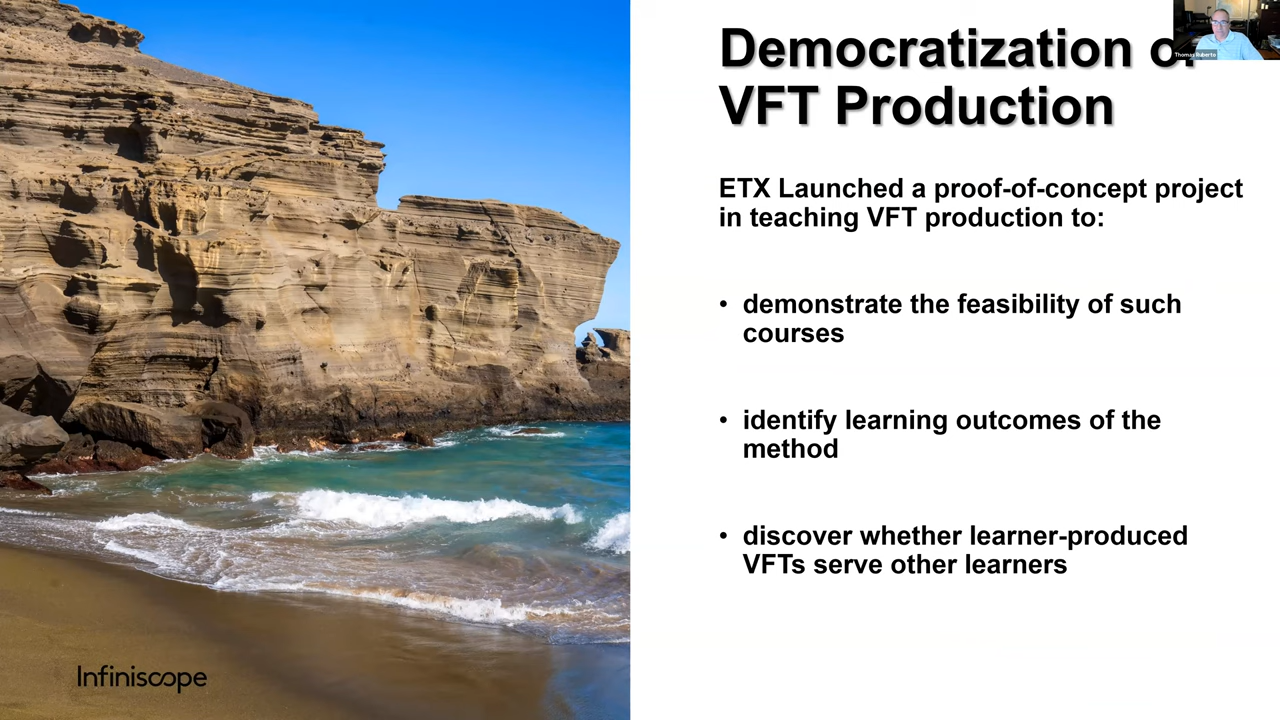 Democratization of
VFT Production
Thomas Ruberto
ETX Launched a proof-of-concept project
in teaching VFT production to:
• demonstrate the feasibility of such
courses
• identify learning outcomes of the
method
• discover whether learner-produced
VFTs serve other learners
Infiniscope